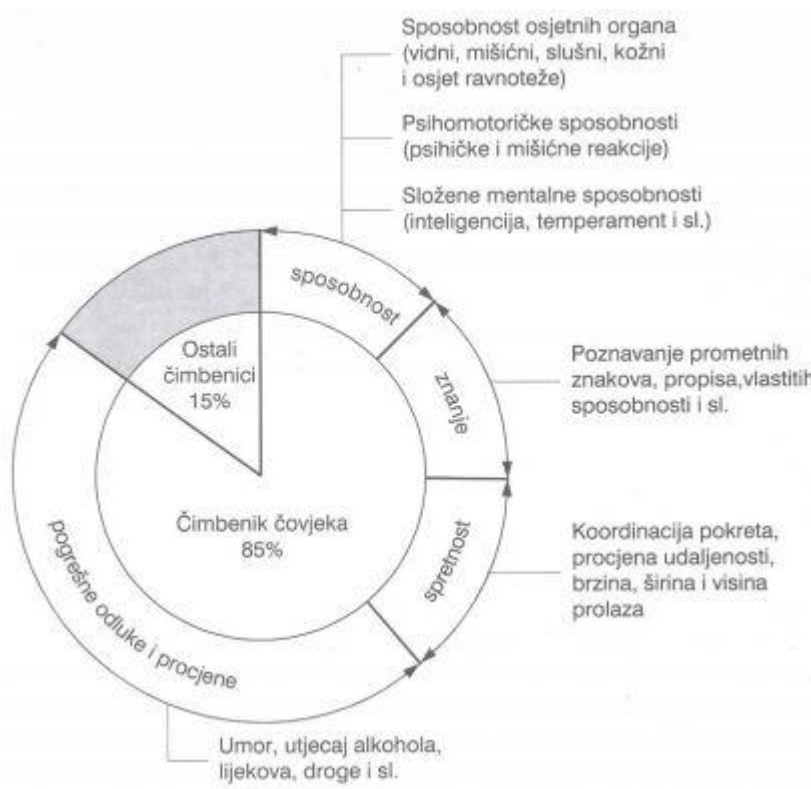 Sposobnost osjetnih organa
(vidni, mišićni, slušni, kožni
i osjet ravnoteže)
Psihomotoričke sposobnosti
(psihičke i mišićne reakcije)
Složene mentalne sposobnosti
(inteligencija, temperament i sl.)
sposobnost
Ostali
čimbenici
15%
znanje
Poznavanje prometnih
znakova, propisa,vlastitih
sposobnosti i sl.
Čimbenik čovjeka
85%
spretnost
Koordinacija pokreta,
procjena udaljenosti,
brzina, širina i visina
prolaza
pogrešne odluke i procjene
Umor, utjecaj alkohola,
lijekova, droge i sl.